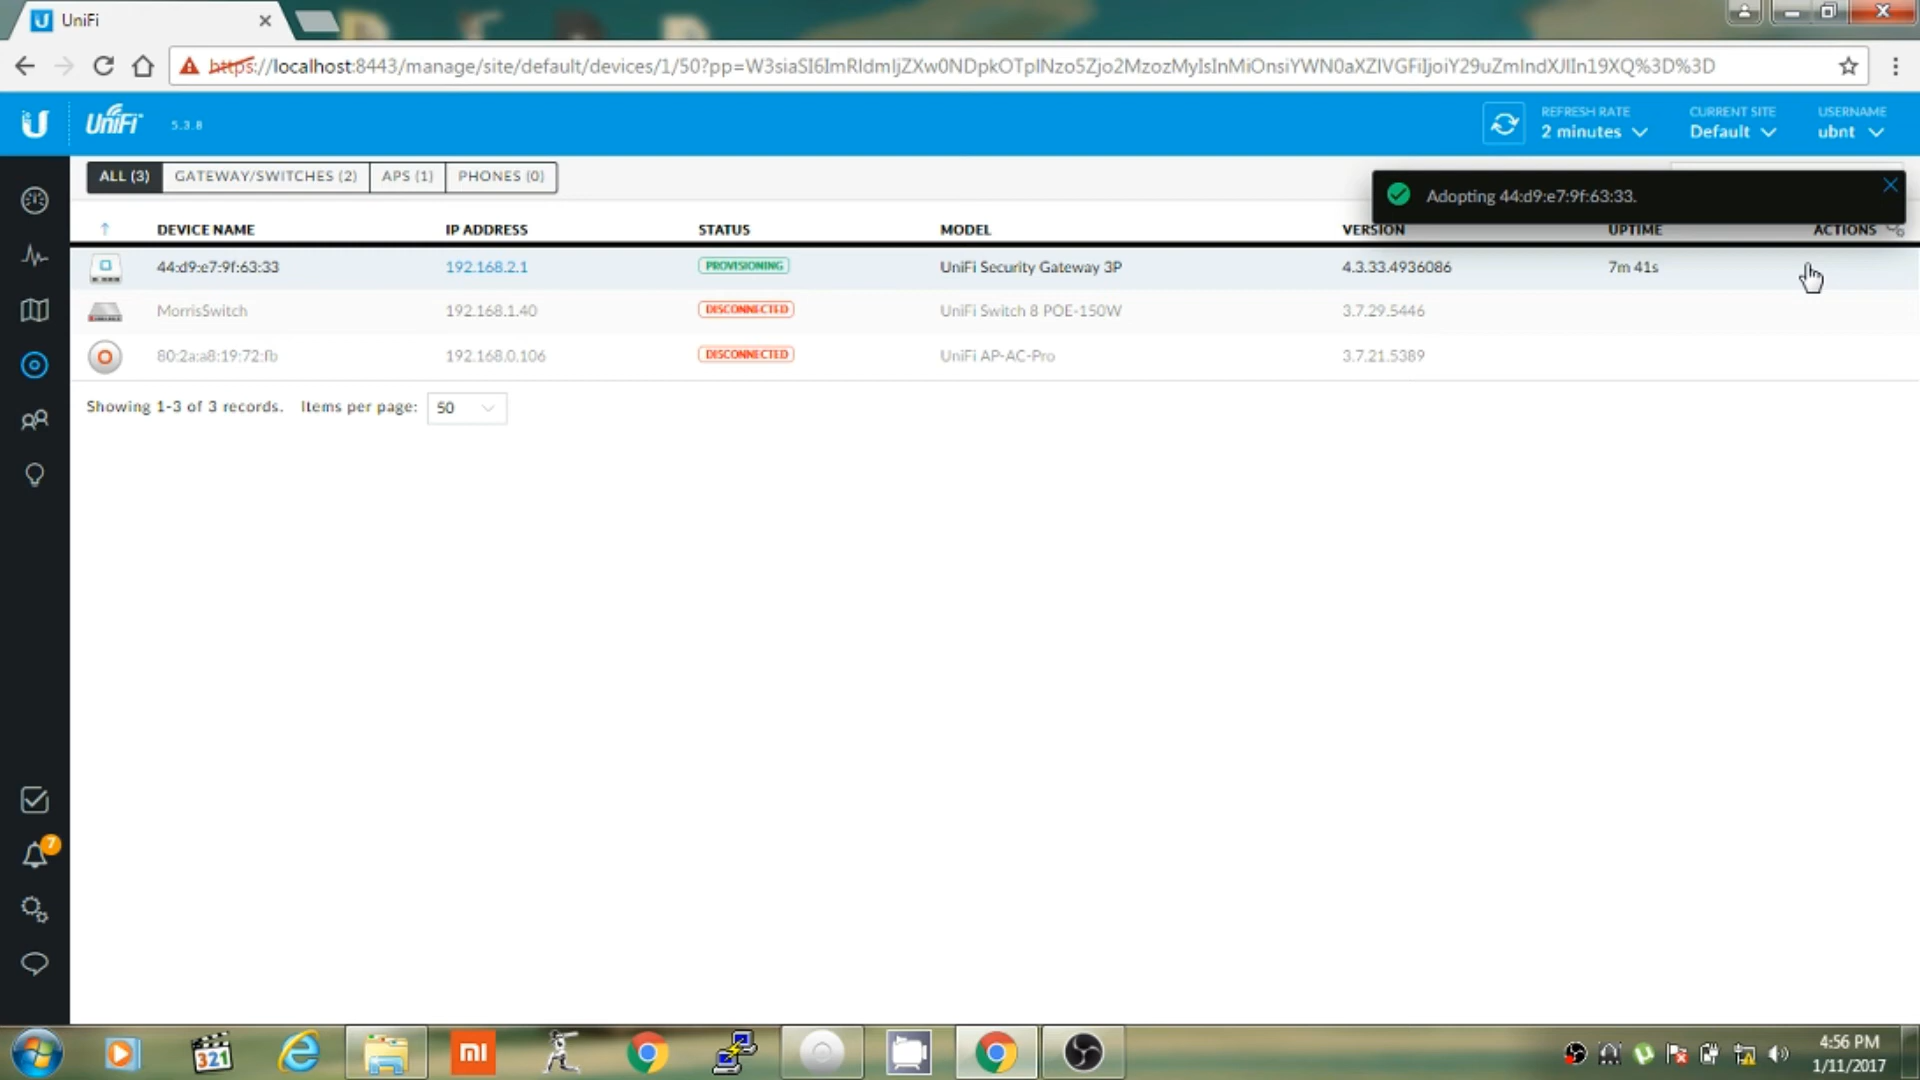 UniFi
https://localhost:8443/manage/site/default/devices/1/50?pp=W3siaSI6ImRldmljZXw0NDpkOTplNzo5Zjo2MzozMyIsInMiOnsiYWN0aXZlVGFiIjoiY29uZmlndXJlIn19XQ%3D%3D
UniFi 5.3.8
REFRESH RATE
2 minutes
CURRENT SITE
Default
USERNAME
ubnt
ALL (3) GATEWAY/SWITCHES (2) APS (1) PHONES (0)
Adopting 44:d9:e7:9f:63:33.
DEVICE NAME IP ADDRESS STATUS MODEL VERSION UPTIME ACTIONS
44:d9:e7:9f:63:33 192.168.2.1 PROVISIONING UniFi Security Gateway 3P 4.3.33.4936086 7m 41s
MorrisSwitch 192.168.1.40 DISCONNECTED UniFi Switch 8 POE-150W 3.7.29.5446
80:2a:a8:19:72:fb 192.168.0.106 DISCONNECTED UniFi AP-AC-Pro 3.7.21.5389
Showing 1-3 of 3 records. Items per page: 50
7
321
mi
4:56 PM
1/11/2017